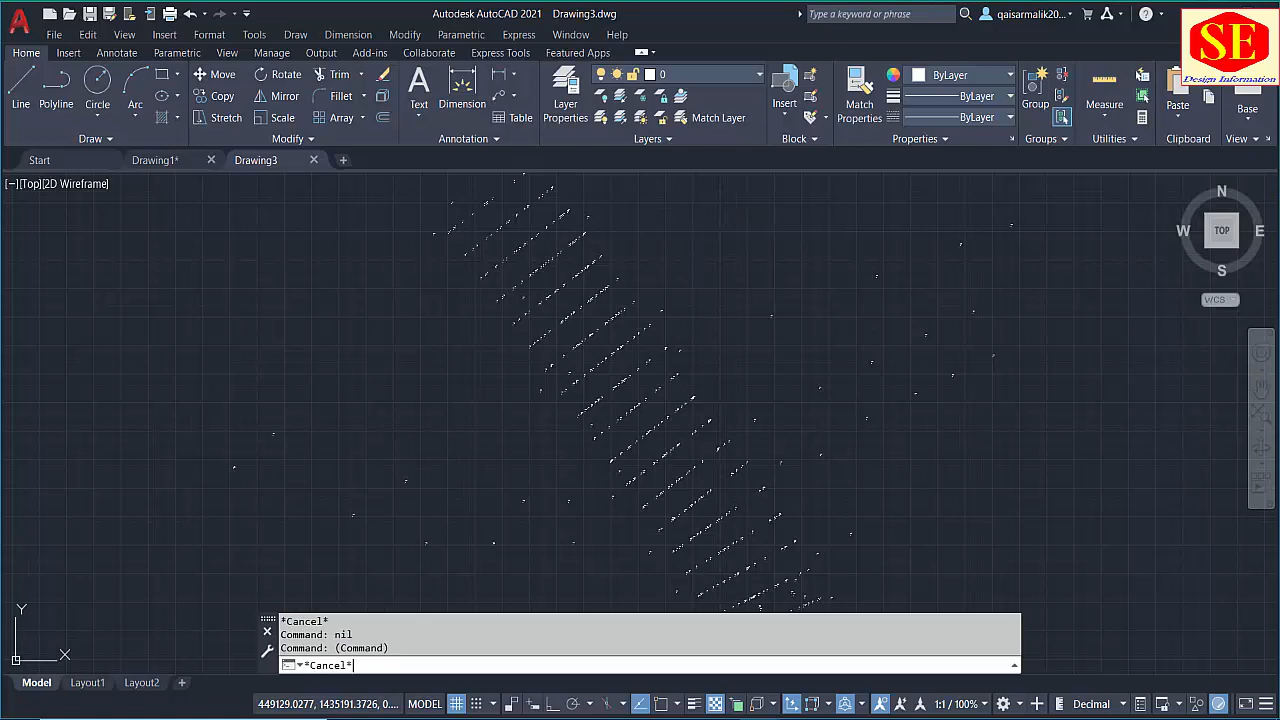 Autodesk AutoCAD 2021 Drawing3.dwg
Type a keyword or phrase
qaisarmalik20...
SE
Design Information
File Edit View Insert Format Tools Draw Dimension Modify Parametric Express Window Help
Home Insert Annotate Parametric View Manage Output Add-ins Collaborate Express Tools Featured Apps
Line Polyline Circle Arc
Move Rotate Trim
Copy Mirror Fillet
Stretch Scale Array
Text Dimension Table
Layer Properties
0
Match Layer
Insert
Match Properties
ByLayer
ByLayer
ByLayer
Group
Measure
Paste
Base
Draw Modify Annotation Layers Block Properties Groups Utilities Clipboard View
Start Drawing1* Drawing3
[−][Top][2D Wireframe]
N
W TOP E
S
WCS
Y
X
*Cancel*
Command: nil
Command: (Command)
*Cancel*
Model Layout1 Layout2
449129.0277, 1435191.3726, 0.... MODEL 1:1 / 100% Decimal